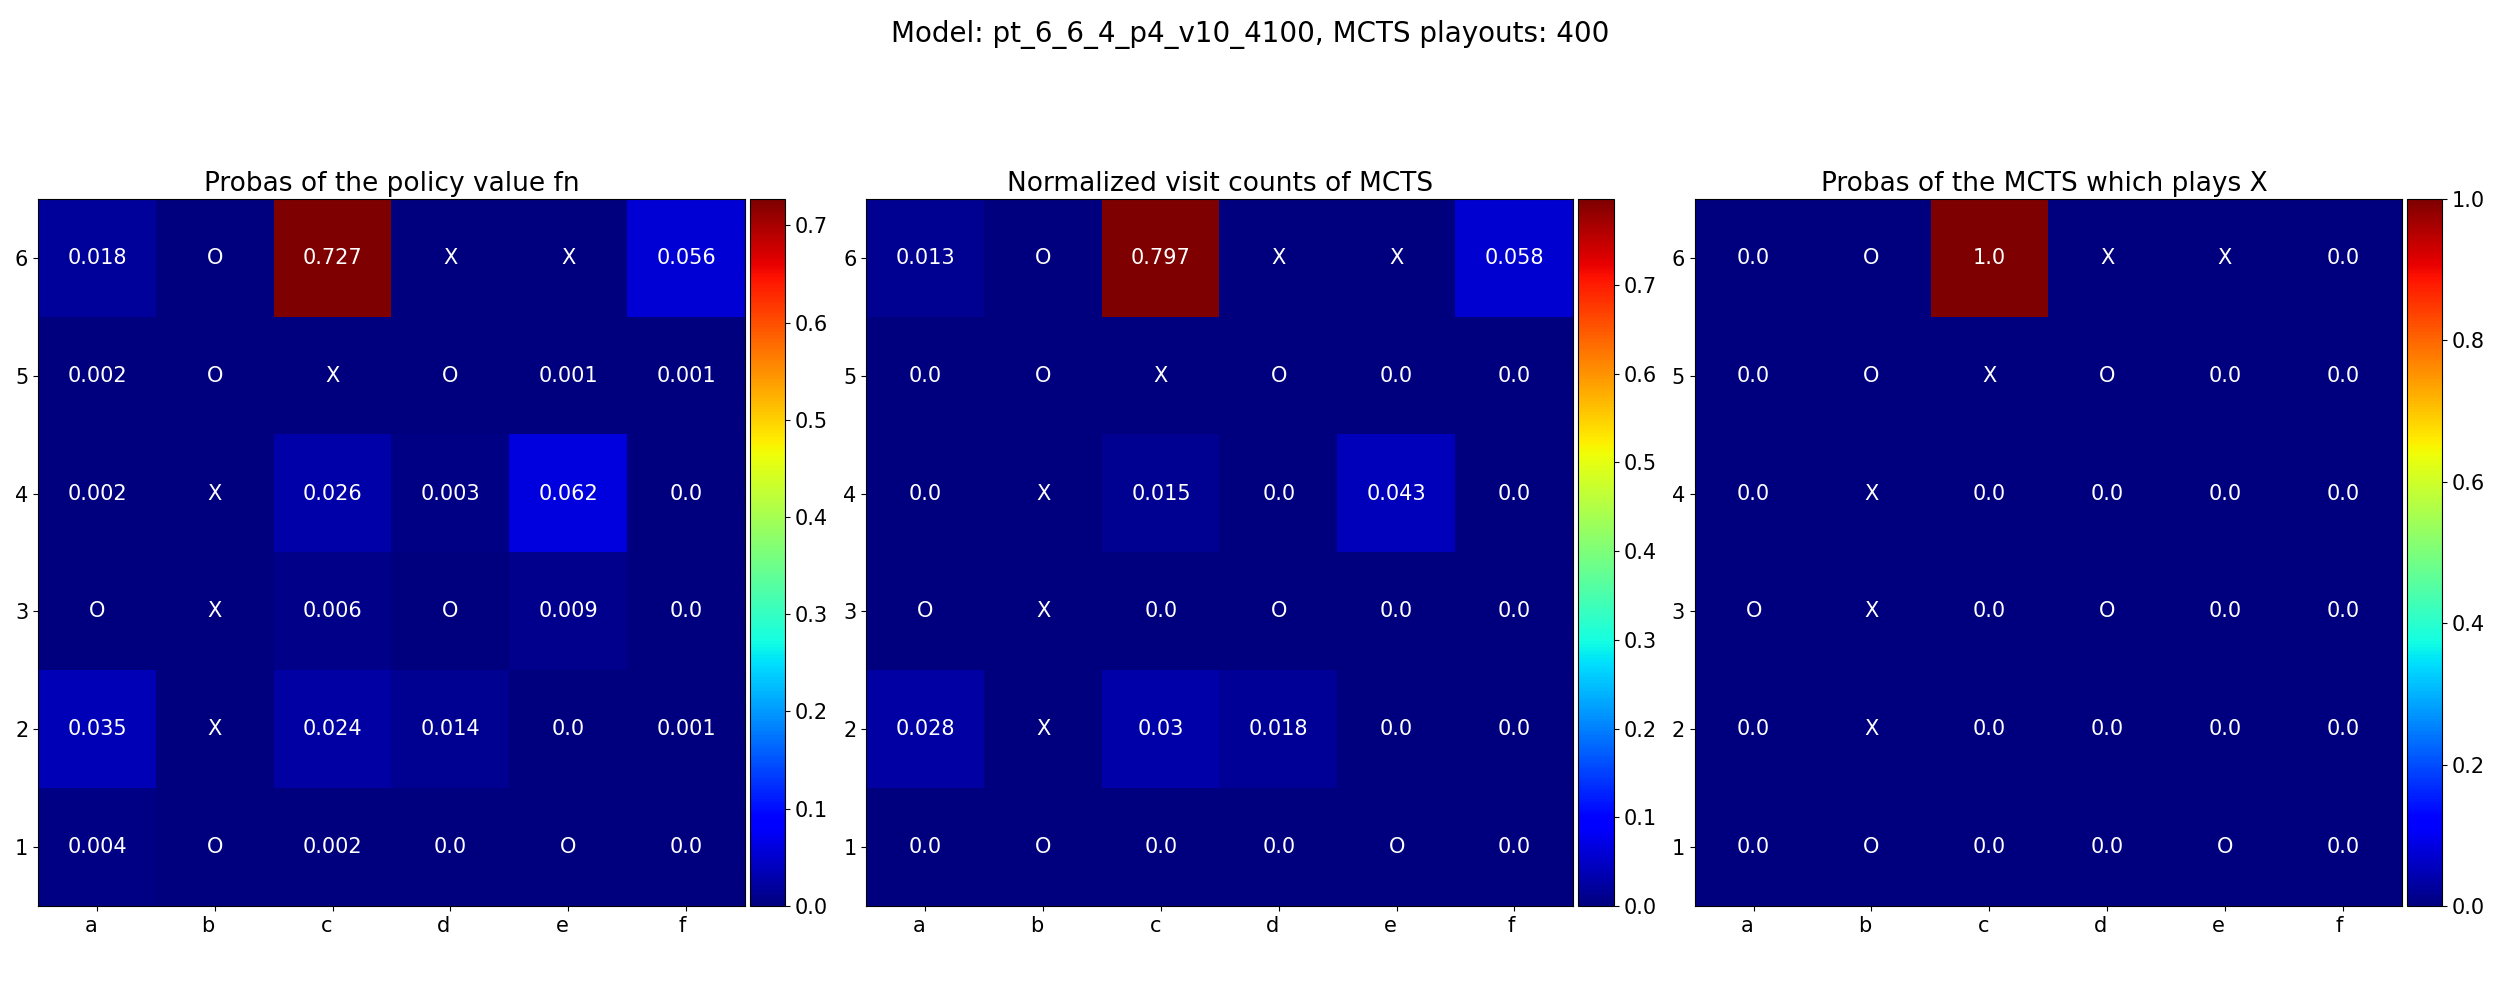 Model: pt_6_6_4_p4_v10_4100, MCTS playouts: 400
Probas of the policy value fn
6 0.018 O 0.727 X X 0.056
5 0.002 O X O 0.001 0.001
4 0.002 X 0.026 0.003 0.062 0.0
3 O X 0.006 O 0.009 0.0
2 0.035 X 0.024 0.014 0.0 0.001
1 0.004 O 0.002 0.0 O 0.0
a b c d e f
0.7
0.6
0.5
0.4
0.3
0.2
0.1
0.0
Normalized visit counts of MCTS
6 0.013 O 0.797 X X 0.058
5 0.0 O X O 0.0 0.0
4 0.0 X 0.015 0.0 0.043 0.0
3 O X 0.0 O 0.0 0.0
2 0.028 X 0.03 0.018 0.0 0.0
1 0.0 O 0.0 0.0 O 0.0
a b c d e f
0.7
0.6
0.5
0.4
0.3
0.2
0.1
0.0
Probas of the MCTS which plays X
6 0.0 O 1.0 X X 0.0
5 0.0 O X O 0.0 0.0
4 0.0 X 0.0 0.0 0.0 0.0
3 O X 0.0 O 0.0 0.0
2 0.0 X 0.0 0.0 0.0 0.0
1 0.0 O 0.0 0.0 O 0.0
a b c d e f
1.0
0.8
0.6
0.4
0.2
0.0